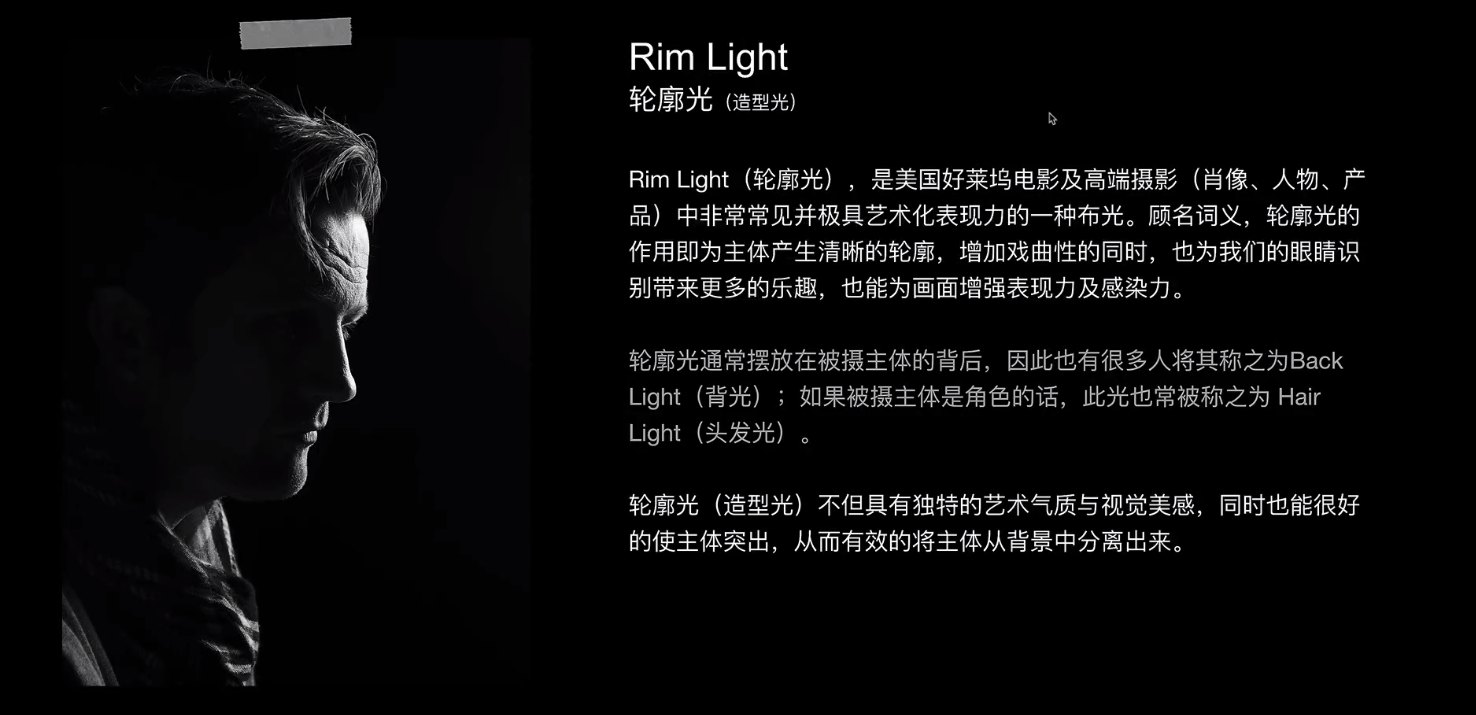 Rim Light
轮廓光（造型光）
Rim Light（轮廓光），是美国好莱坞电影及高端摄影（肖像、人物、产
品）中非常常见并极具艺术化表现力的一种布光。顾名词义，轮廓光的
作用即为主体产生清晰的轮廓，增加戏曲性的同时，也为我们的眼睛识
别带来更多的乐趣，也能为画面增强表现力及感染力。
轮廓光通常摆放在被摄主体的背后，因此也有很多人将其称之为Back
Light（背光）；如果被摄主体是角色的话，此光也常被称之为 Hair
Light（头发光）。
轮廓光（造型光）不但具有独特的艺术气质与视觉美感，同时也能很好
的使主体突出，从而有效的将主体从背景中分离出来。